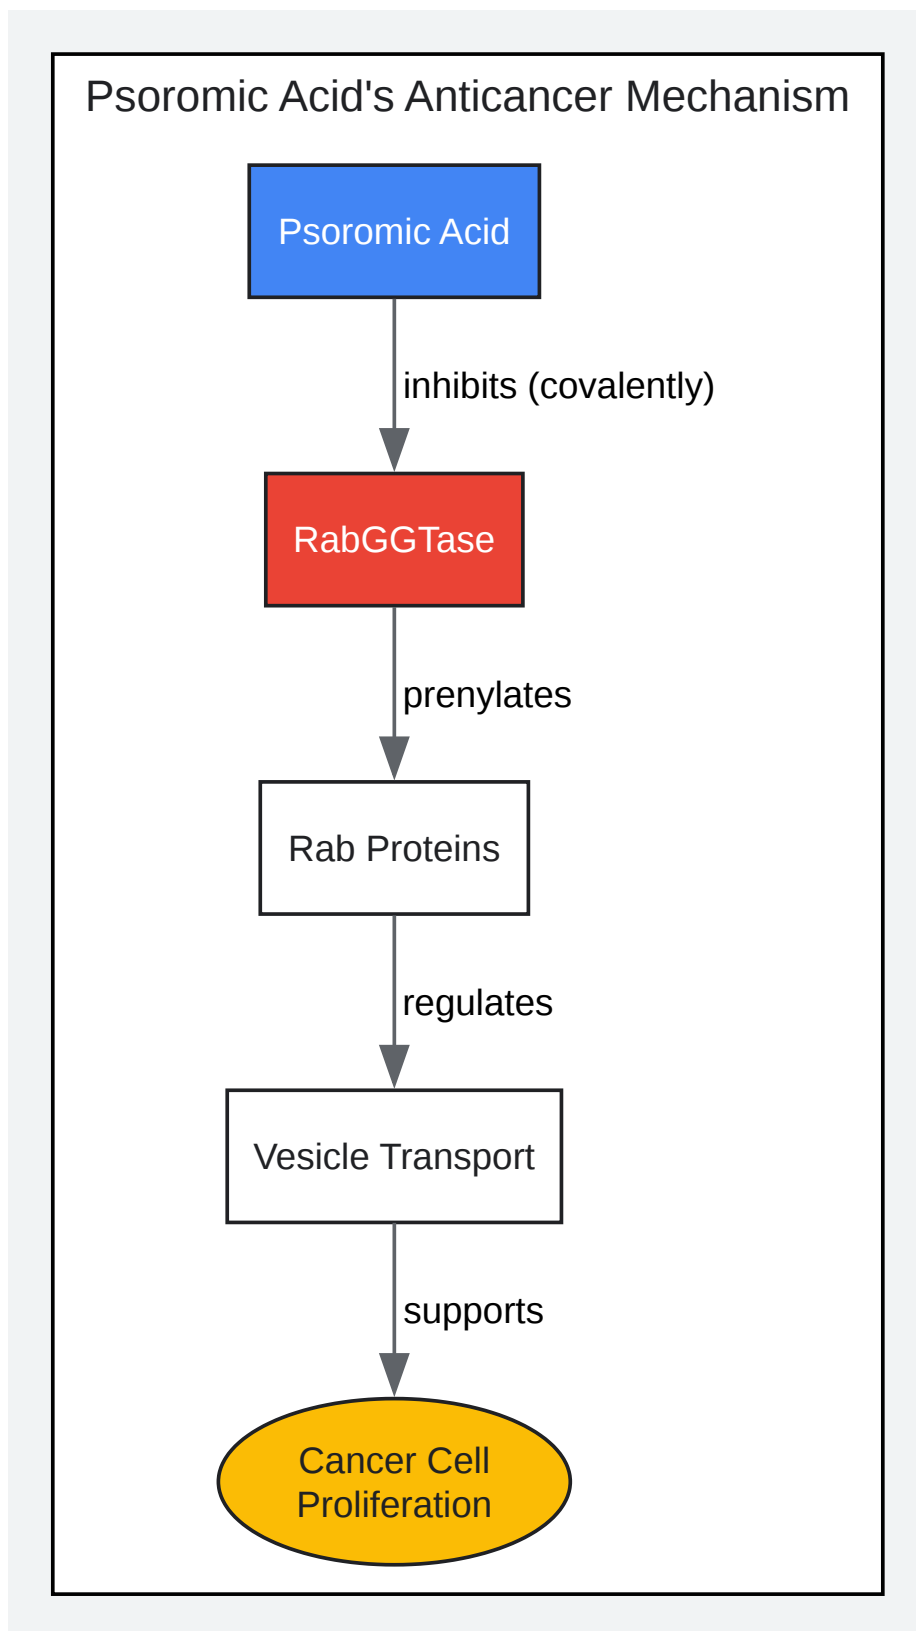 Psoromic Acid's Anticancer Mechanism
Psoromic Acid
inhibits (covalently)
RabGGTase
prenylates
Rab Proteins
regulates
Vesicle Transport
supports
Cancer Cell
Proliferation